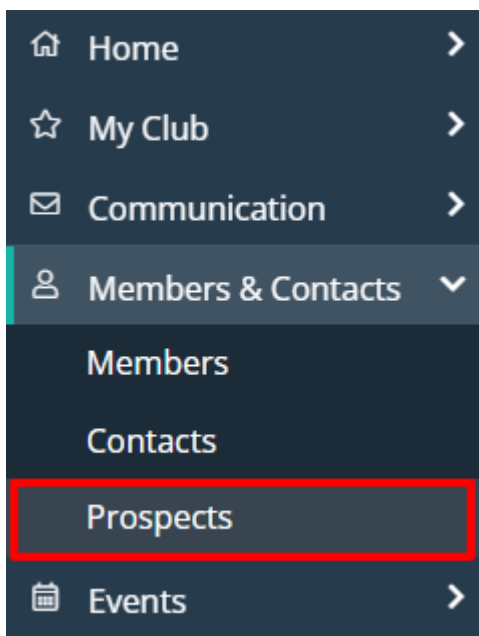 Home
My Club
Communication
Members & Contacts
Members
Contacts
Prospects
Events